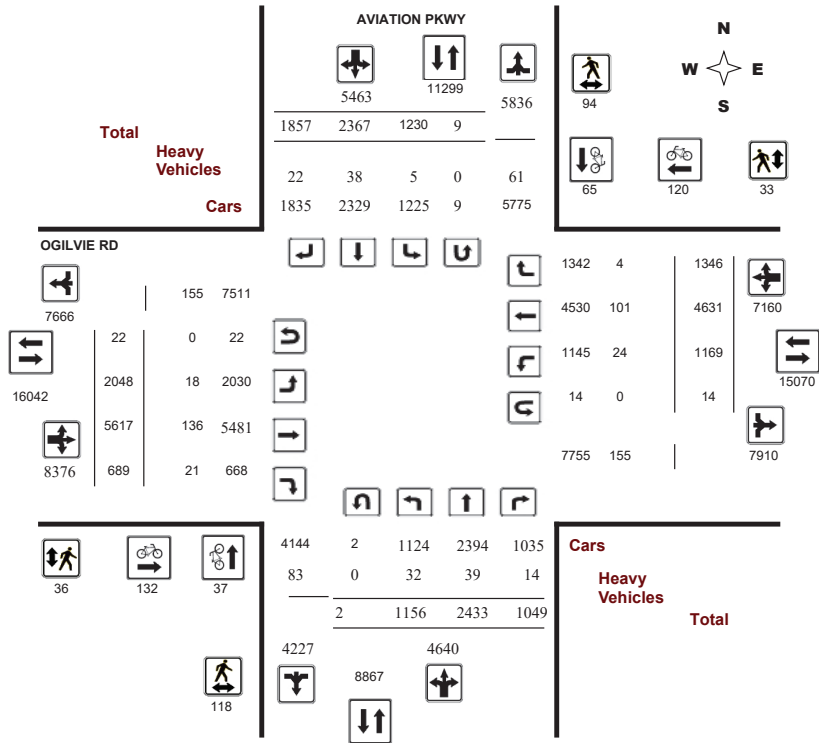 AVIATION PKWY
N
W E
S
5463 11299 5836 94
1857 2367 1230 9
Total
Heavy
Vehicles
22 38 5 0 61
65 120 33
Cars 1835 2329 1225 9 5775
OGILVIE RD
155 7511
7666
22 0 22
16042
2048 18 2030
5617 136 5481
8376 689 21 668
1342 4 1346
4530 101 4631 7160
1145 24 1169
15070
14 0 14
7755 155 7910
4144 2 1124 2394 1035 Cars
83 0 32 39 14 Heavy
Vehicles
2 1156 2433 1049 Total
36 132 37
4227 4640
8867
118